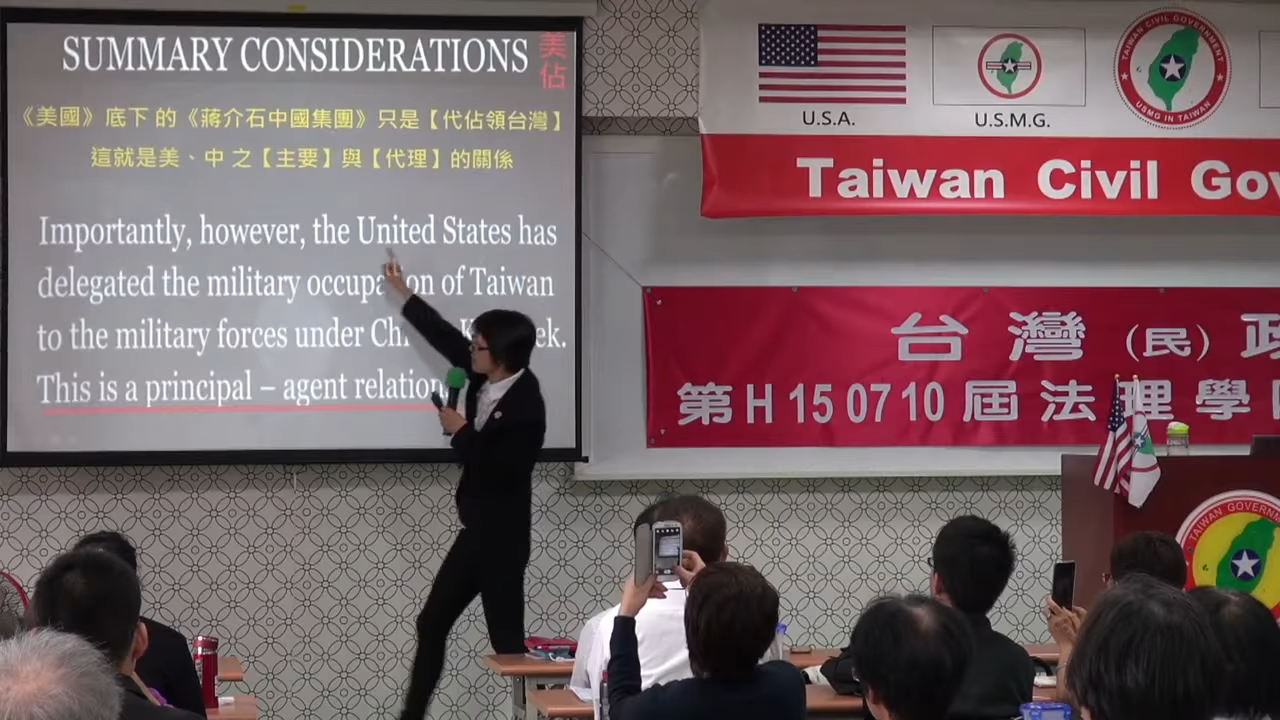 SUMMARY CONSIDERATIONS
美佔
《美國》底下 的《蔣介石中國集團》只是【代佔領台灣】
這就是美、中 之【主要】與【代理】的關係
Importantly, however, the United States has
delegated the military occupation of Taiwan
to the military forces under Ch
This is a principal – agent relation
U.S.A.
U.S.M.G.
TAIWAN CIVIL GOVERNMENT
USMG IN TAIWAN
Taiwan Civil Gov
台灣（民）政
第H 15 07 10 屆法理學
TAIWAN GOVERNM